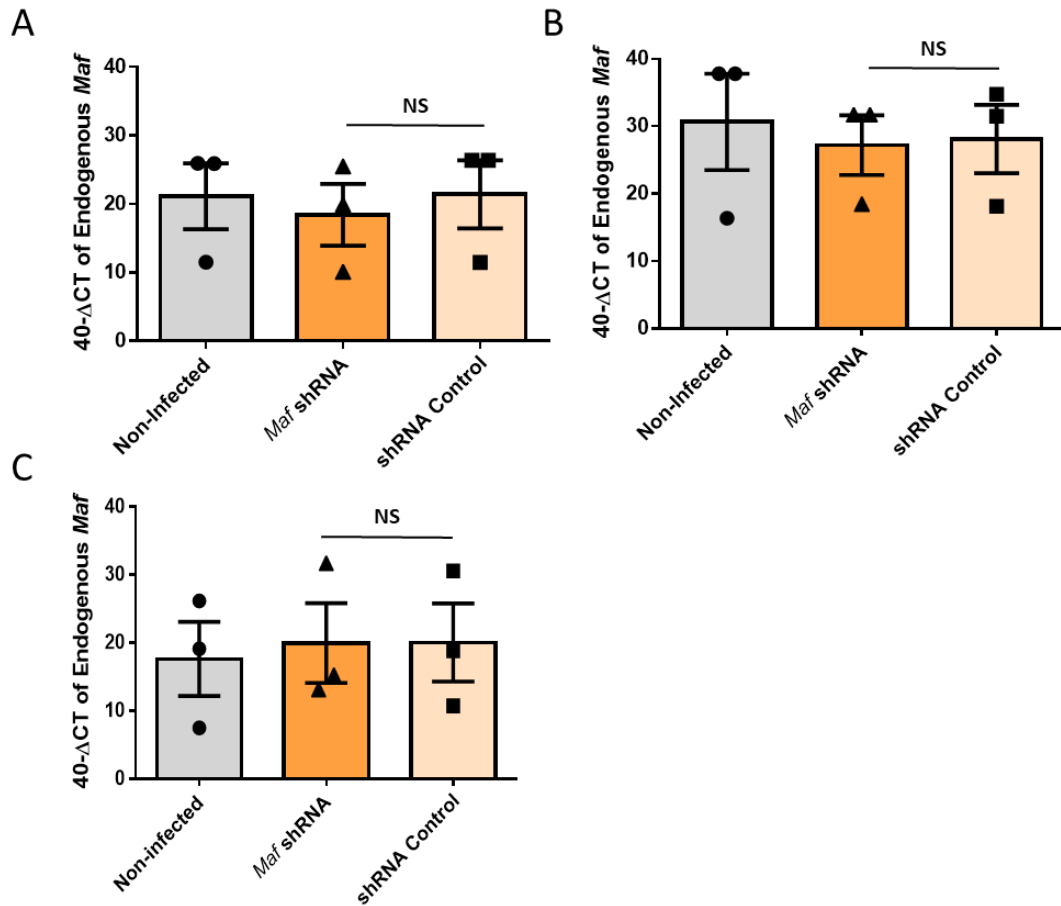 A
40-ΔCT of Endogenous Maf
40
30
20
10
0
NS
Non-Infected
Maf shRNA
shRNA Control
B
40-ΔCT of Endogenous Maf
40
30
20
10
0
NS
Non-Infected
Maf shRNA
shRNA Control
C
40-ΔCT of Endogenous Maf
40
30
20
10
0
NS
Non-infected
Maf shRNA
shRNA Control